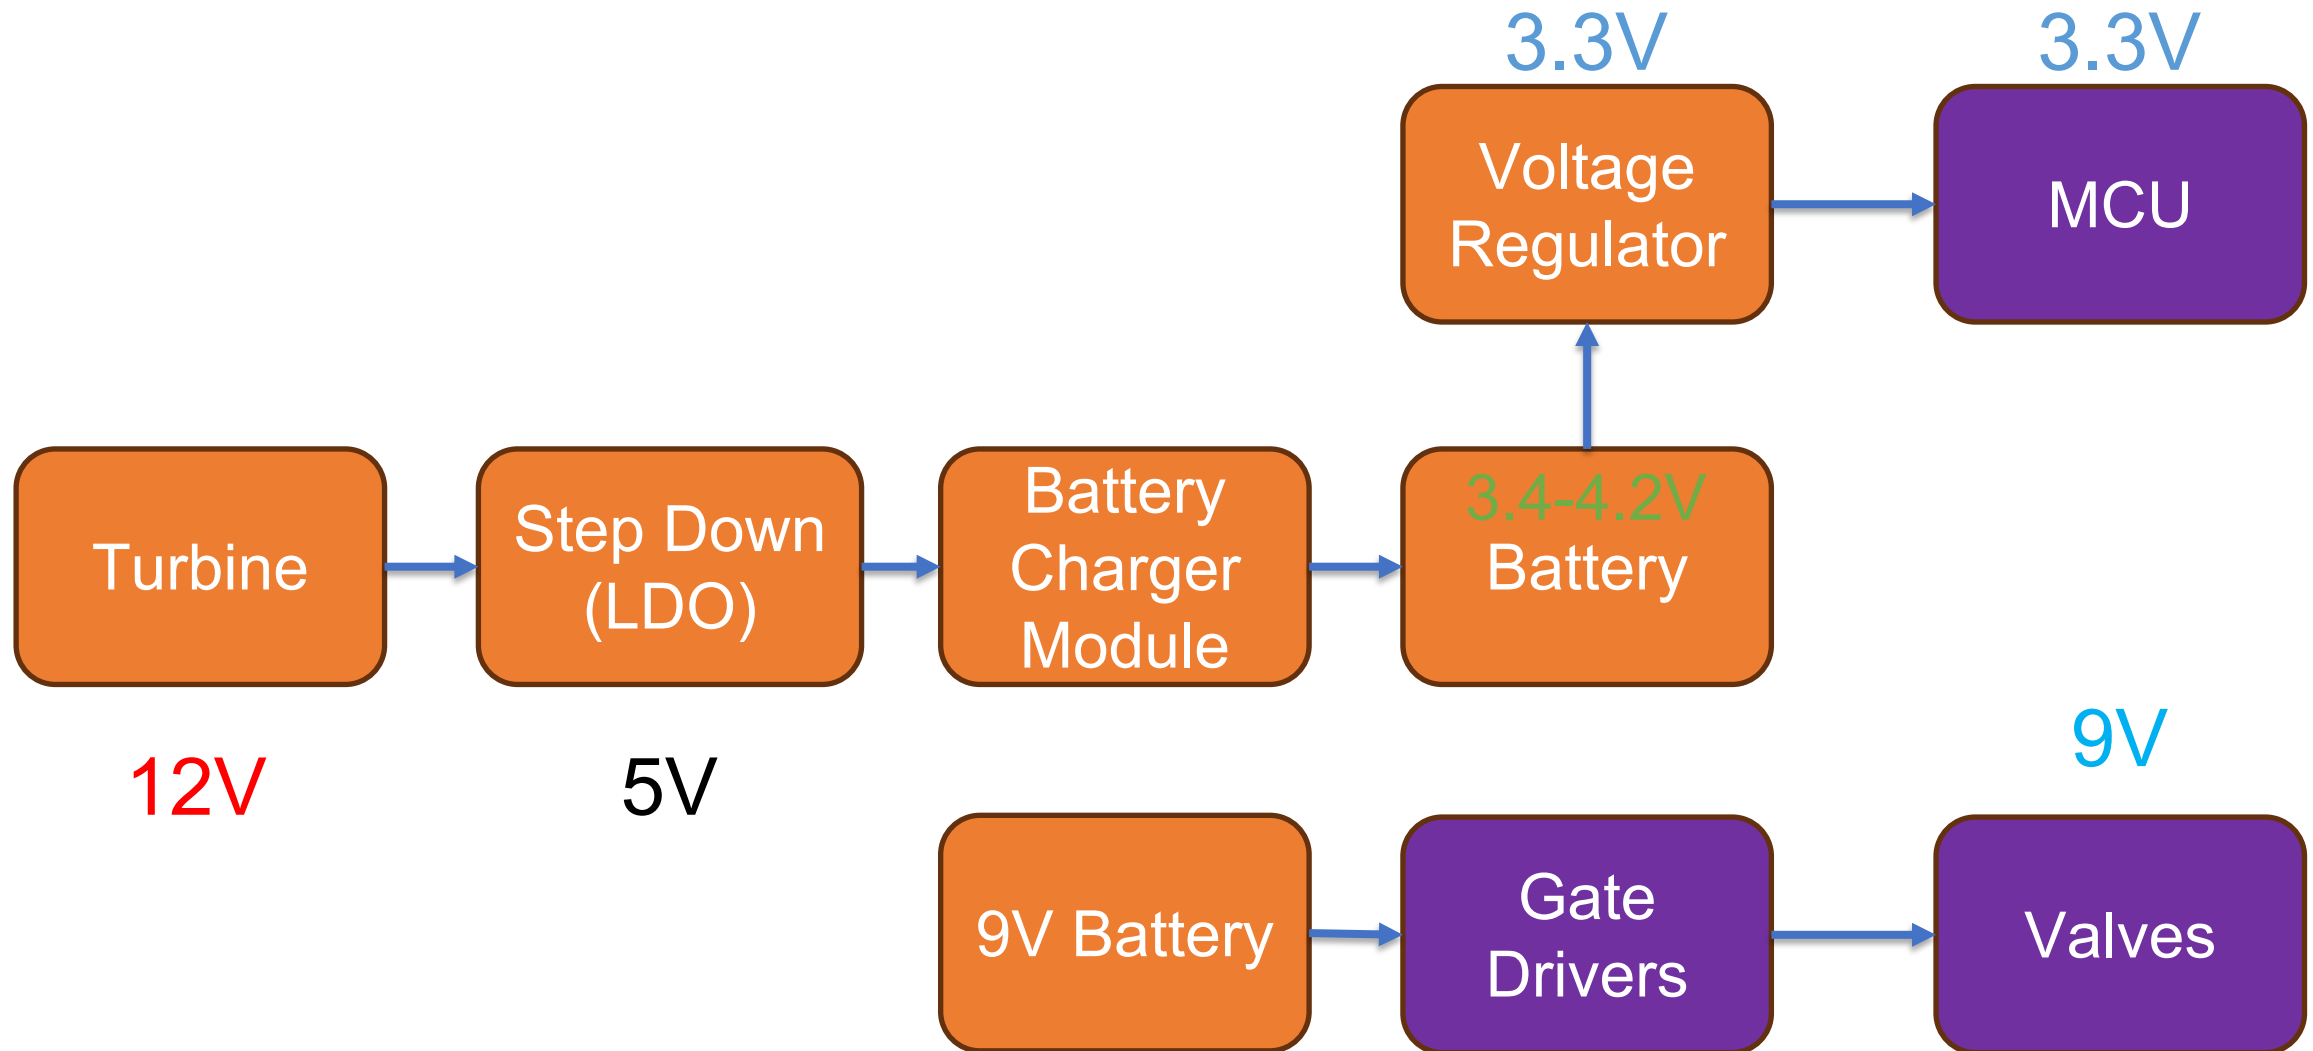 3.3V
3.3V
Voltage
Regulator
MCU
Turbine
Step Down
(LDO)
Battery
Charger
Module
3.4-4.2V
Battery
12V
5V
9V
9V Battery
Gate
Drivers
Valves